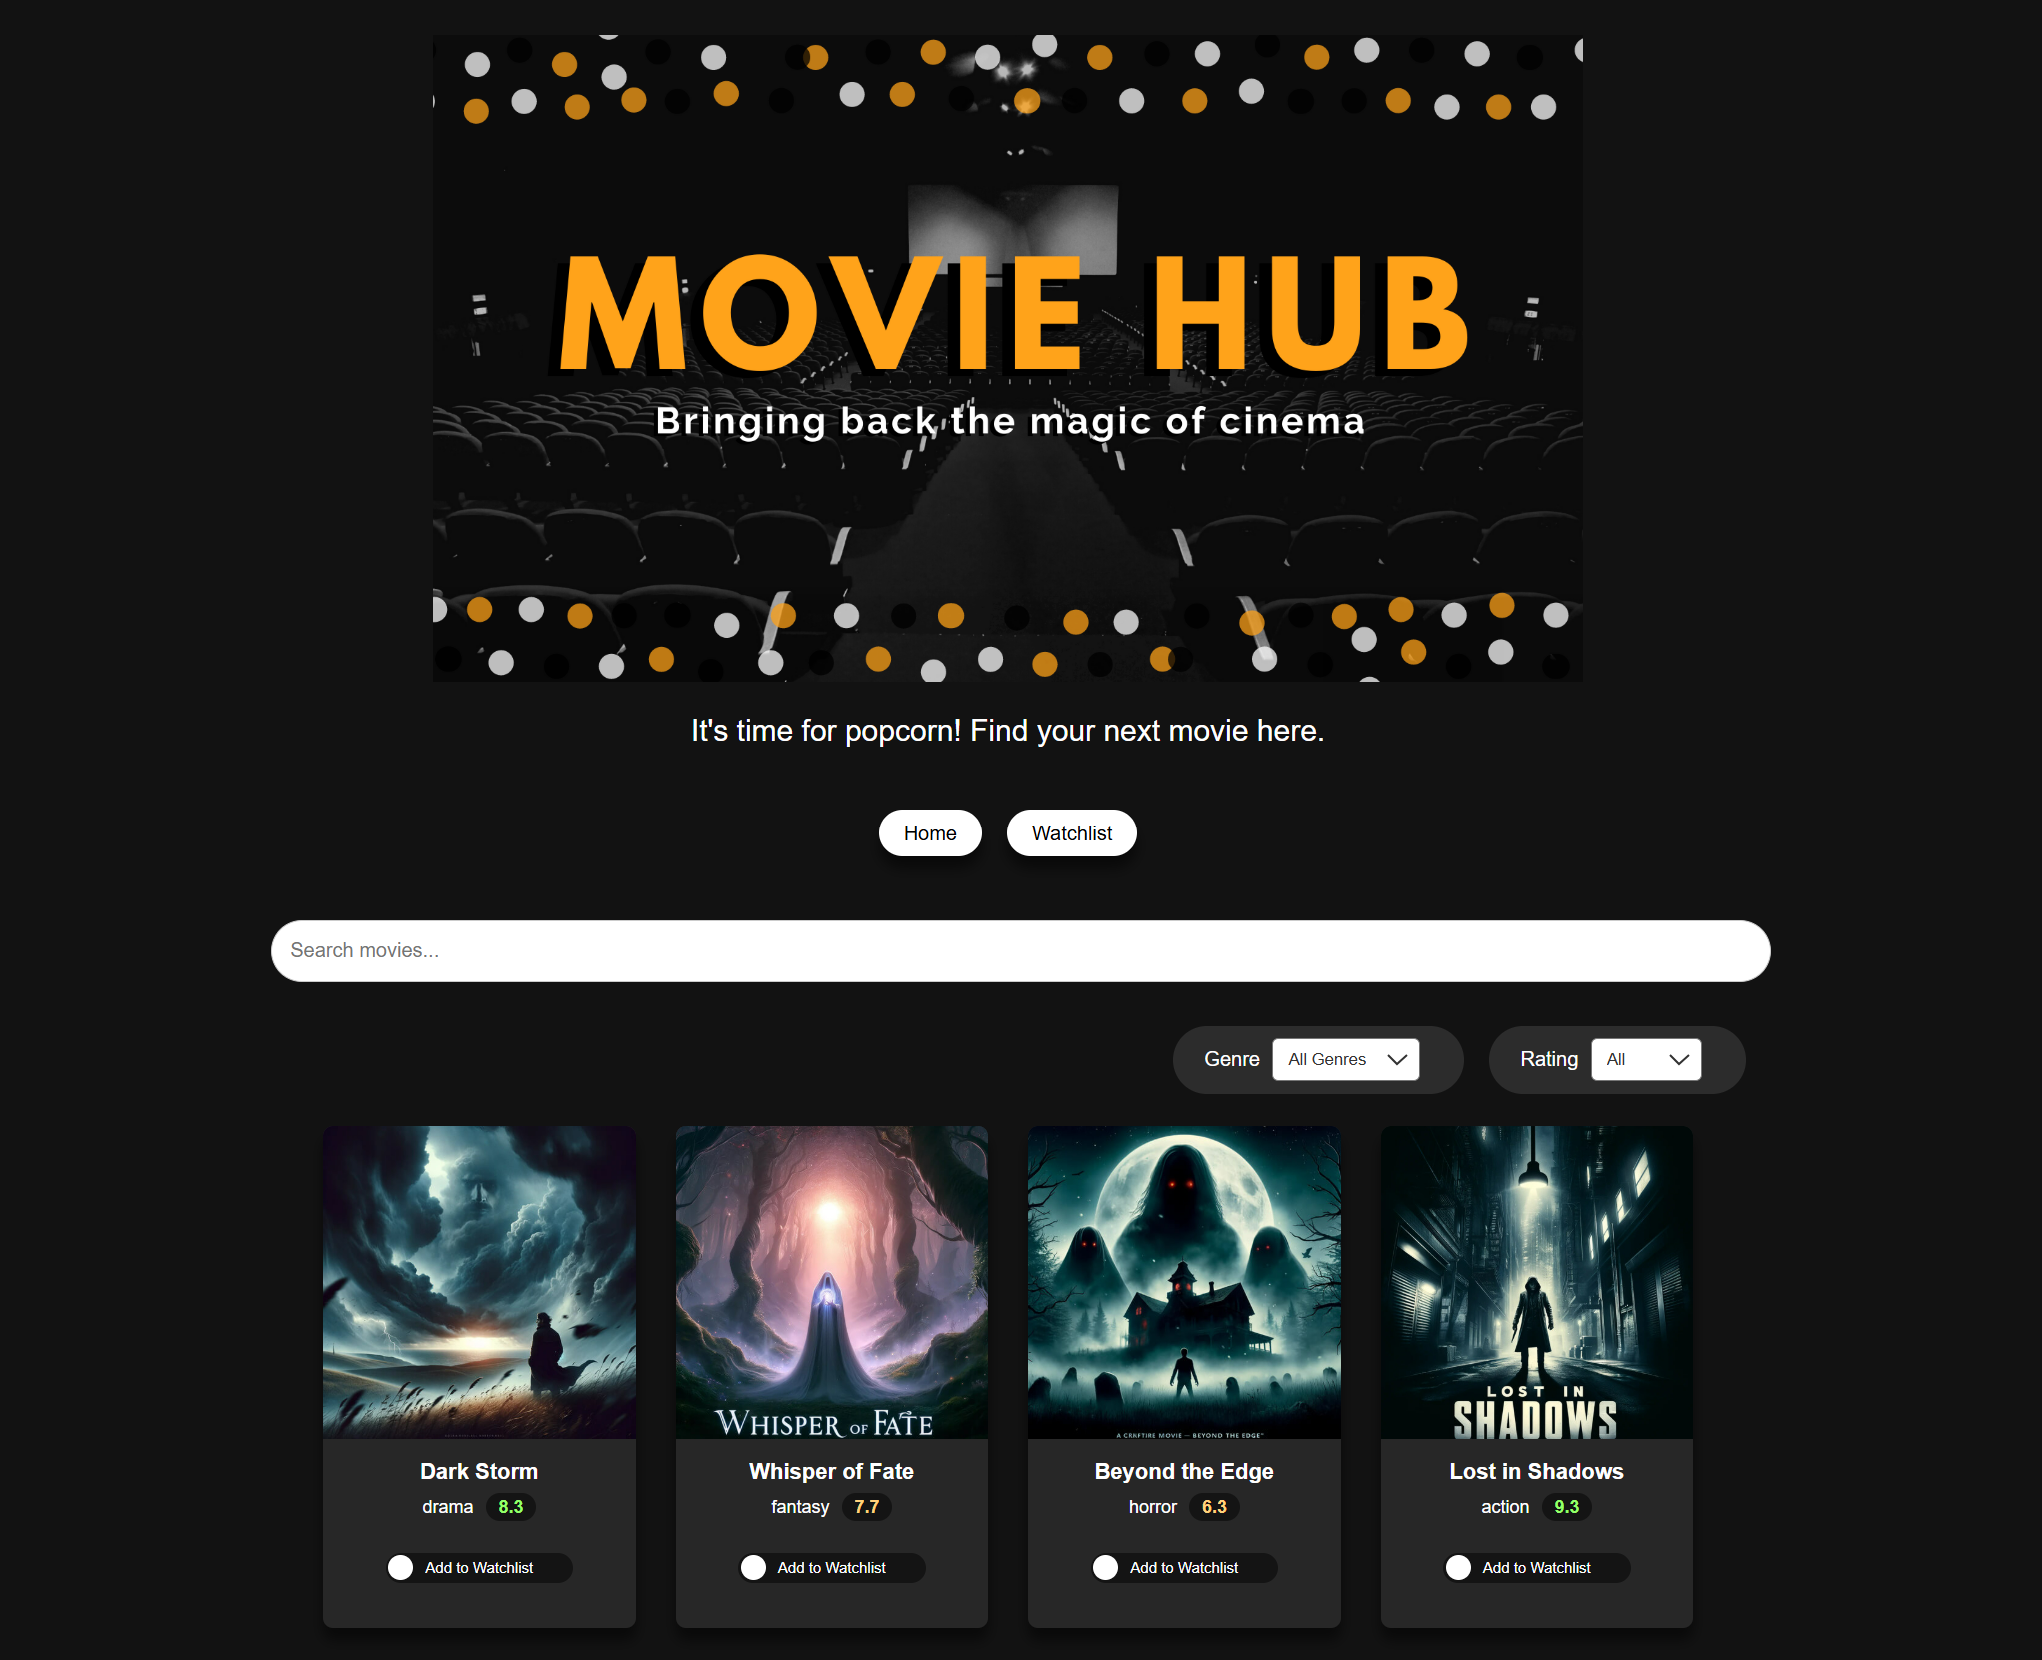 MOVIE HUB
Bringing back the magic of cinema
It's time for popcorn! Find your next movie here.
Home Watchlist
Search movies...
Genre All Genres Rating All
WHISPER OF FATE
BEYOND THE EDGE
LOST IN
SHADOWS
Dark Storm Whisper of Fate Beyond the Edge Lost in Shadows
drama 8.3 fantasy 7.7 horror 6.3 action 9.3
Add to Watchlist Add to Watchlist Add to Watchlist Add to Watchlist